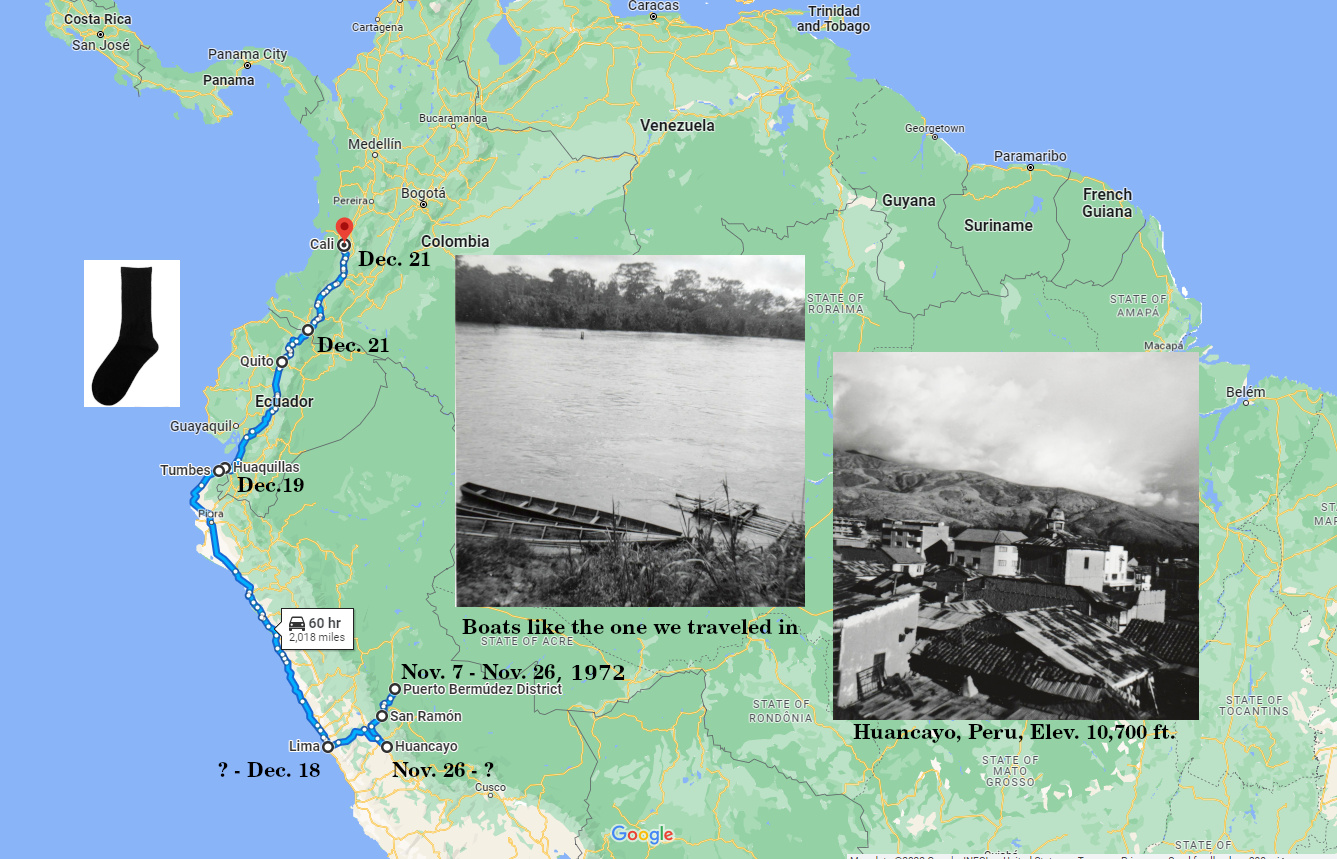 Costa Rica
San José
Panama City
Panama
Cartagena
Caracas
Trinidad
and Tobago
Bucaramanga
Medellín
Venezuela
Georgetown
Paramaribo
Pereira
Bogotá
Guyana
Suriname
French
Guiana
Cali
Colombia
Dec. 21
STATE OF
RORAIMA
STATE OF
AMAPÁ
Dec. 21
Macapá
Quito
Ecuador
Belém
Guayaquil
Tumbes
Huaquillas
Dec.19
Piura
60 hr
2,018 miles
Boats like the one we traveled in
STATE OF ACRE
Nov. 7 - Nov. 26, 1972
Puerto Bermúdez District
San Ramón
STATE OF
RONDÔNIA
STATE OF
TOCANTINS
Huancayo, Peru, Elev. 10,700 ft.
Lima
Huancayo
? - Dec. 18
Nov. 26 - ?
STATE OF
MATO
GROSSO
Cusco
Google
STATE OF